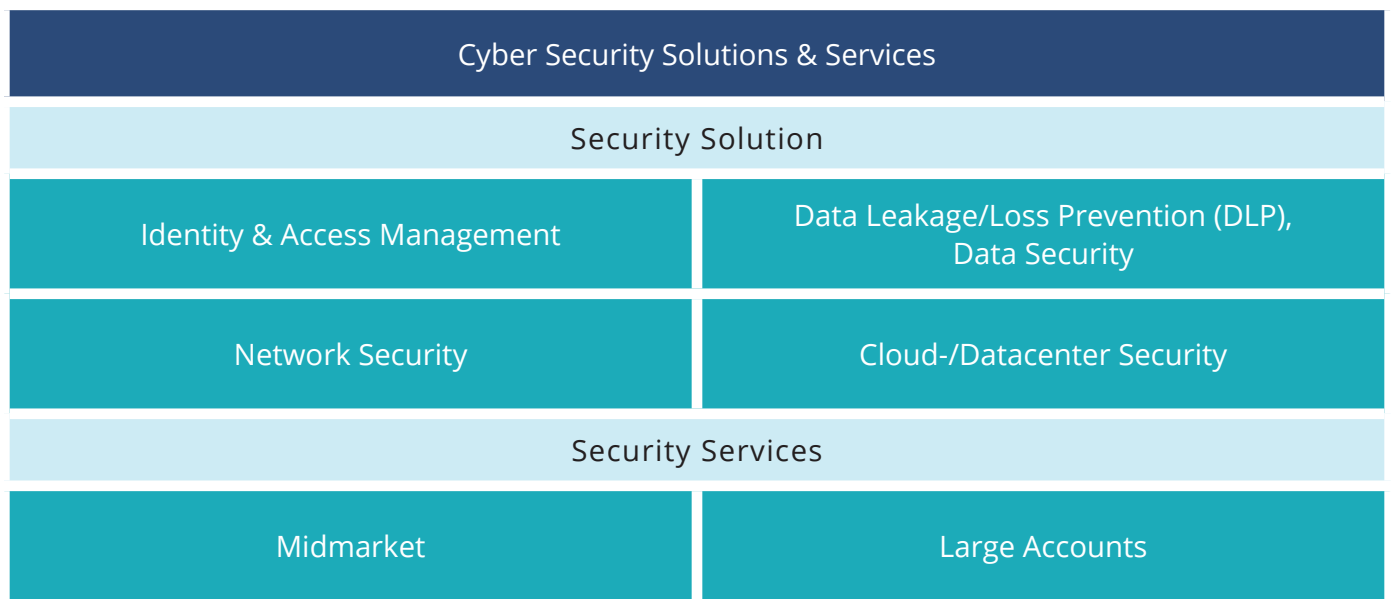 Cyber Security Solutions & Services
Security Solution
Identity & Access Management
Data Leakage/Loss Prevention (DLP),
Data Security
Network Security
Cloud-/Datacenter Security
Security Services
Midmarket
Large Accounts